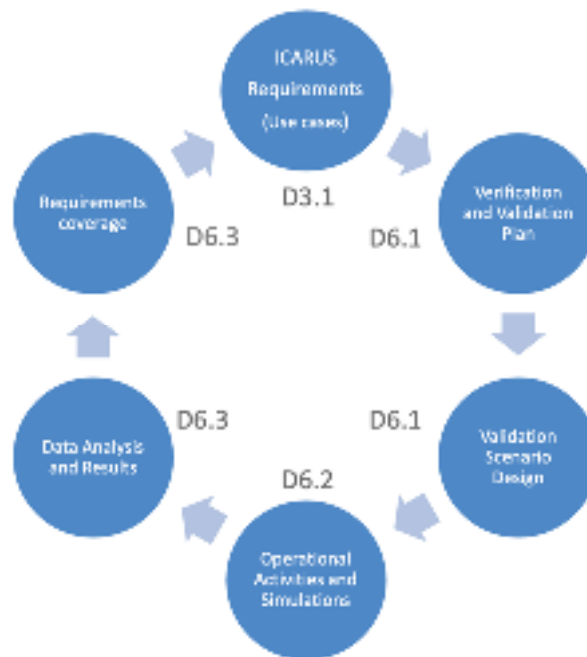 ICARUS
Requirements
(Use cases)
D3.1
Verification
and Validation
Plan
D6.1
Validation
Scenario
Design
D6.1
Operational
Activities and
Simulations
D6.2
Data Analysis
and Results
D6.3
Requirements
coverage
D6.3